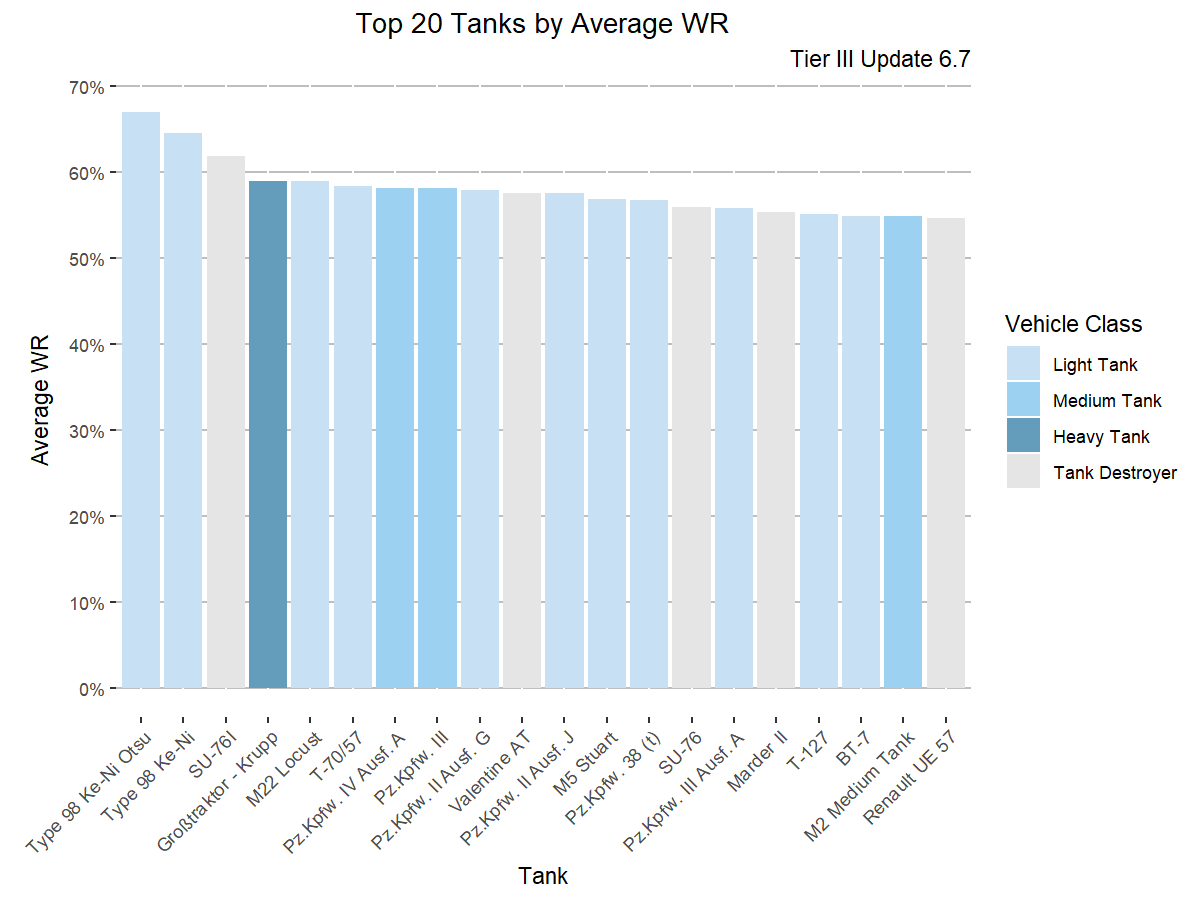 Top 20 Tanks by Average WR
Tier III Update 6.7
70%
60%
50%
40%
30%
20%
10%
0%
Average WR
Type 98 Ke-Ni Otsu
Type 98 Ke-Ni
SU-76I
Großtraktor - Krupp
M22 Locust
T-70/57
Pz.Kpfw. IV Ausf. A
Pz.Kpfw. III
Pz.Kpfw. II Ausf. G
Valentine AT
Pz.Kpfw. II Ausf. J
M5 Stuart
Pz.Kpfw. 38 (t)
SU-76
Pz.Kpfw. III Ausf. A
Marder II
T-127
BT-7
M2 Medium Tank
Renault UE 57
Tank
Vehicle Class
Light Tank
Medium Tank
Heavy Tank
Tank Destroyer